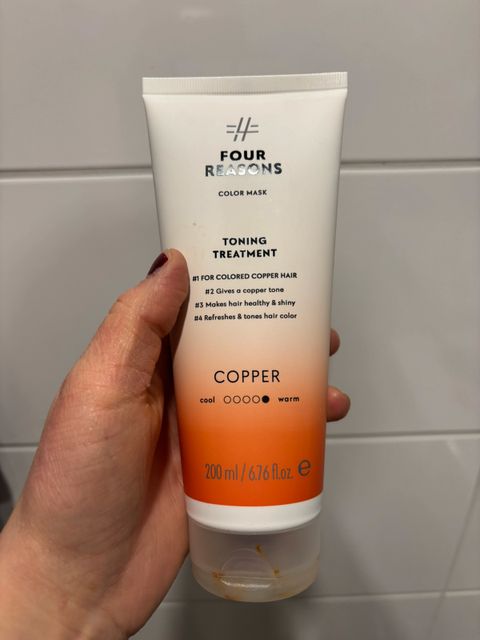 FOUR
REASONS
COLOR MASK
TONING
TREATMENT
#1 FOR COLORED COPPER HAIR
#2 Gives a copper tone
#3 Makes hair healthy & shiny
#4 Refreshes & tones hair color
COPPER
cool ○○○○● warm
200 ml / 6.76 fl.oz. ℮